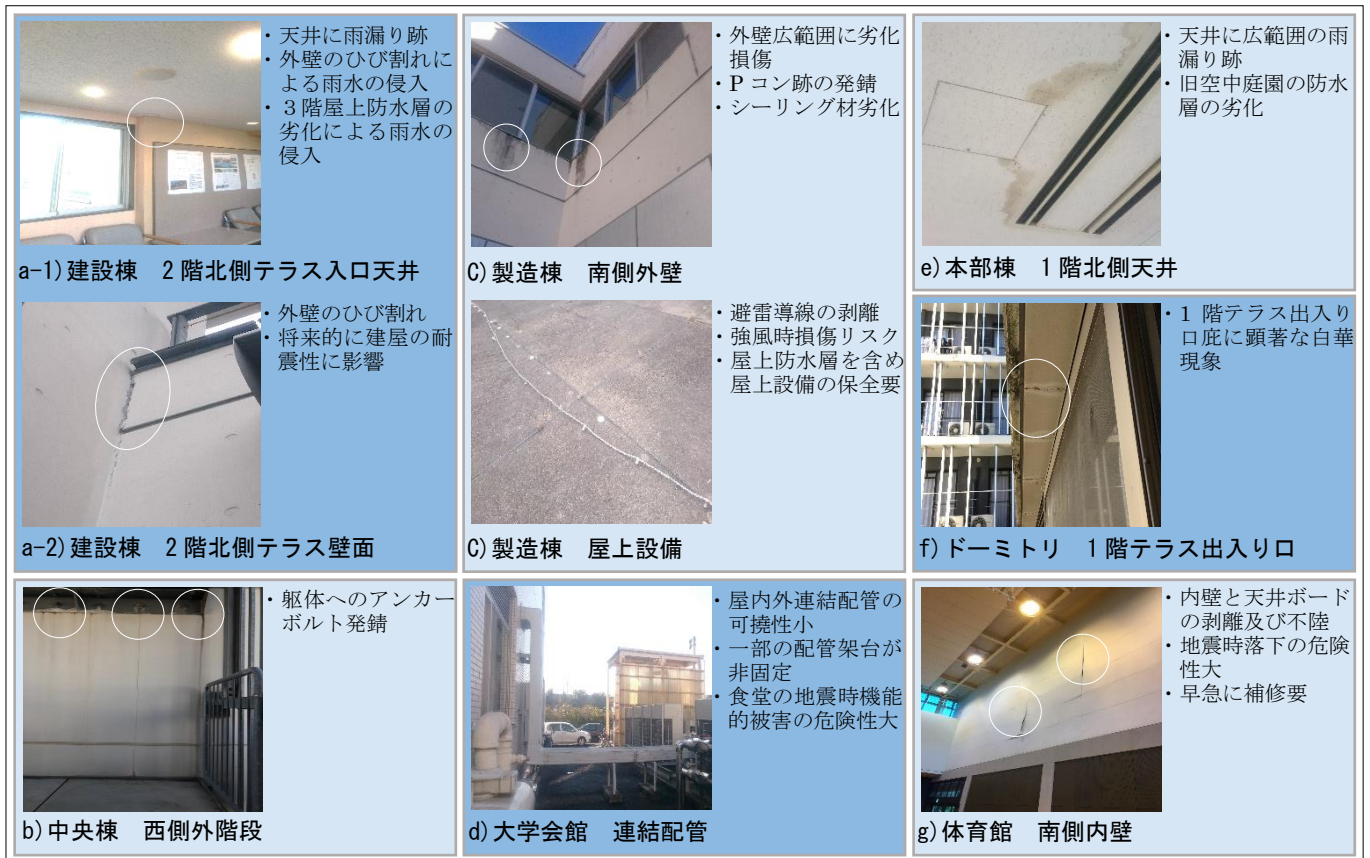 ・天井に雨漏り跡
・外壁のひび割れ
による雨水の侵
入
・３階屋上防水層の
劣化による雨水の
侵入
a-1)建設棟　２階北側テラス入口天井
・外壁のひび割れ
・将来的に建屋の耐
震性に影響
a-2)建設棟　２階北側テラス壁面
・躯体へのアンカー
ボルト発錆
b)中央棟　西側外階段
・外壁広範囲に劣化
損傷
・P コン跡の発錆
・シーリング材劣化
C)製造棟　南側外壁
・避雷導線の剥離
・強風時損傷リスク
・屋上防水層を含め
屋上設備の保全要
C)製造棟　屋上設備
・屋内外連結配管の
可撓性小
・一部の配管架台が
非固定
・食堂の地震時機能
的被害の危険性大
d)大学会館　連結配管
・天井に広範囲の雨
漏り跡
・旧空中庭園の防水
層の劣化
e)本部棟　１階北側天井
・1 階テラス出入り
口庇に顕著な白華
現象
f)ドーミトリ　１階テラス出入り口
・内壁と天井ボード
の剥離及び不陸
・地震時落下の危険
性大
・早急に補修要
g)体育館　南側内壁